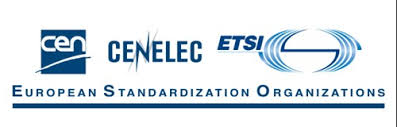 cen CENELEC ETSI
EUROPEAN STANDARDIZATION ORGANIZATIONS